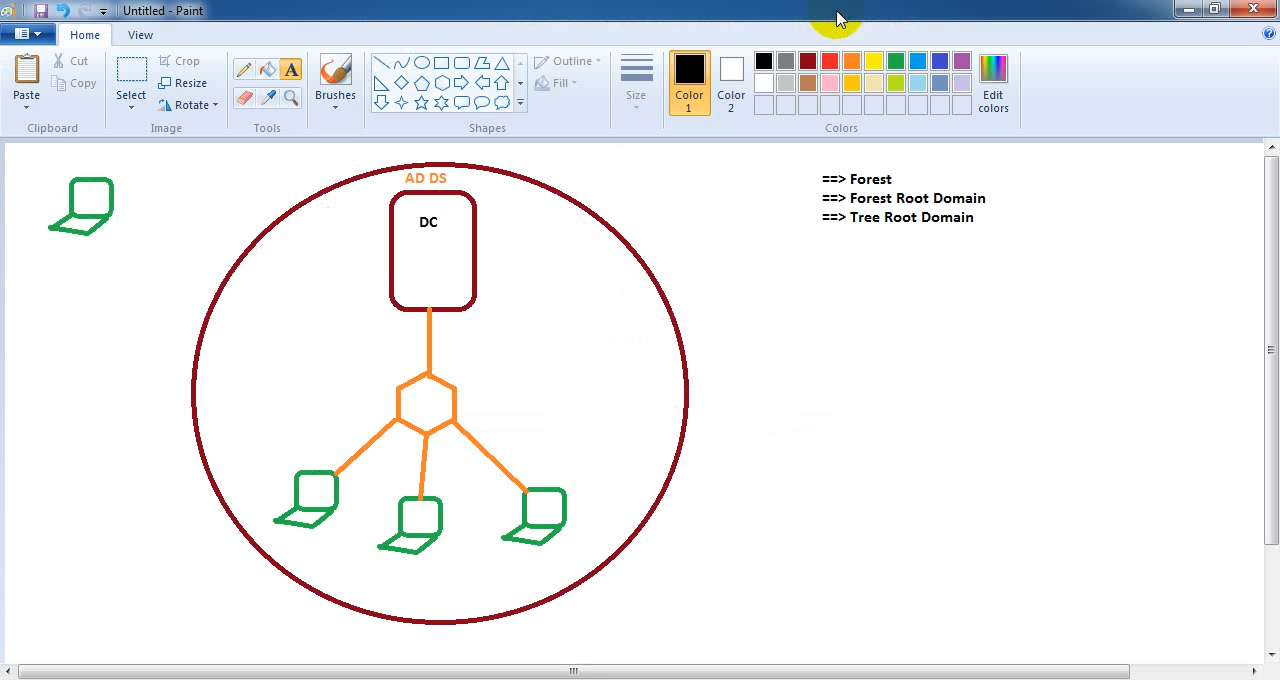 Untitled - Paint
Home
View
Paste
Cut
Copy
Clipboard
Select
Crop
Resize
Rotate
Image
A
Tools
Brushes
Outline
Fill
Shapes
Size
Color
1
Color
2
Edit
colors
Colors
AD DS
DC
==> Forest
==> Forest Root Domain
==> Tree Root Domain